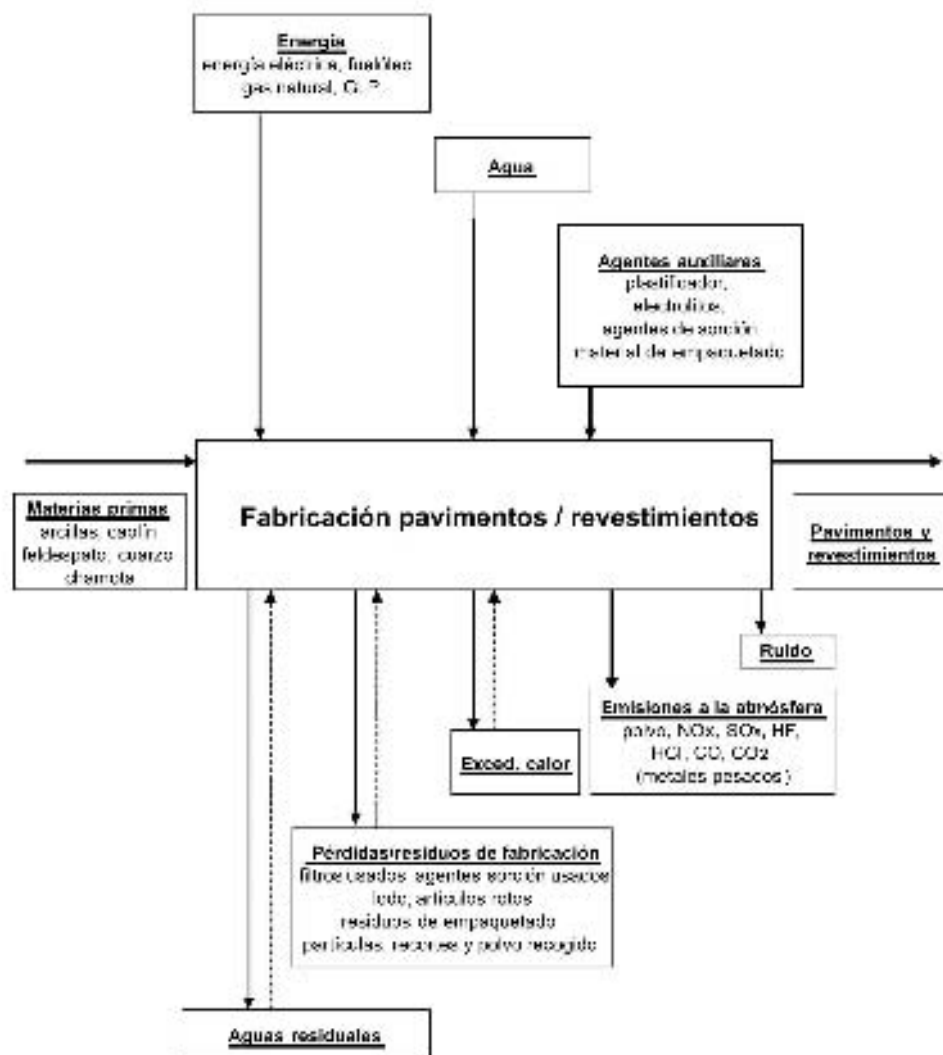 Energía
energía eléctrica, fuelóleo
gas natural, GLP
Agua
Agentes auxiliares
plastificador,
electrolitos,
agentes de sorción
material de empaquetado
Materias primas
arcillas, caolín
feldespato, cuarzo
chamota
Fabricación pavimentos / revestimientos
Pavimentos y
revestimientos
Ruido
Emisiones a la atmósfera
polvo, NOx, SOx, HF,
HCl, CO, CO2
(metales pesados)
Exced. calor
Pérdidas/residuos de fabricación
filtros usados, agentes sorción usados
lodo, artículos rotos
residuos de empaquetado
partículas, recortes y polvo recogido
Aguas residuales